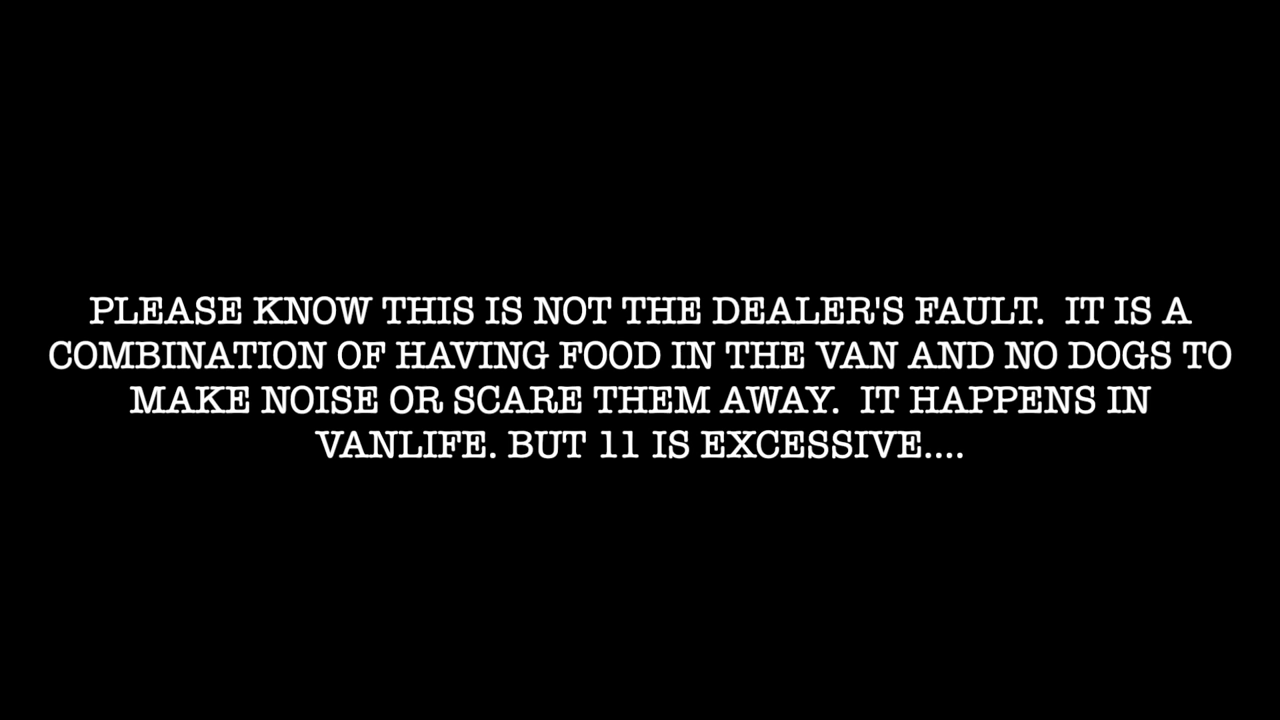 PLEASE KNOW THIS IS NOT THE DEALER'S FAULT.  IT IS A
COMBINATION OF HAVING FOOD IN THE VAN AND NO DOGS TO
MAKE NOISE OR SCARE THEM AWAY.  IT HAPPENS IN
VANLIFE. BUT 11 IS EXCESSIVE....